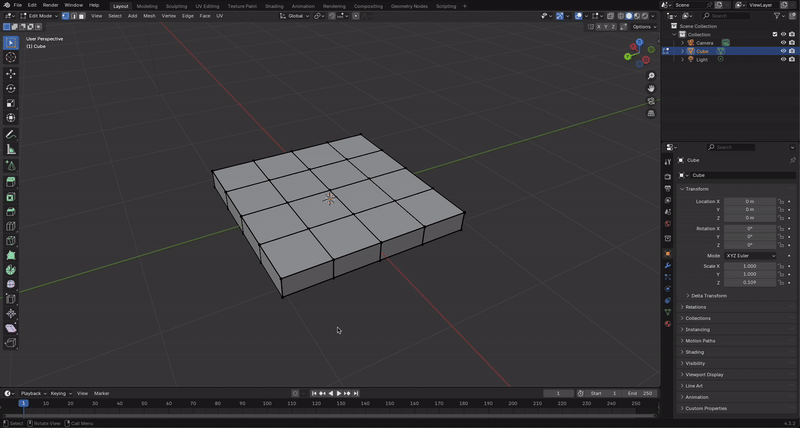 File Edit Render Window Help Layout Modeling Sculpting UV Editing Texture Paint Shading Animation Rendering Compositing Geometry Nodes Scripting Scene ViewLayer
Edit Mode View Select Add Mesh Vertex Edge Face UV Global Search
X Y Z Options
User Perspective
(1) Cube
Scene Collection
Collection
Camera
Cube
Light
Search
Cube
Cube
Transform
Location X 0 m
Y 0 m
Z 0 m
Rotation X 0°
Y 0°
Z 0°
Mode XYZ Euler
Scale X 1.000
Y 1.000
Z 0.109
Delta Transform
Relations
Collections
Instancing
Motion Paths
Shading
Visibility
Viewport Display
Line Art
Animation
Custom Properties
Playback Keying View Marker 1 Start 1 End 250
1 10 20 30 40 50 60 70 80 90 100 110 120 130 140 150 160 170 180 190 200 210 220 230 240 250
Select Rotate View Call Menu